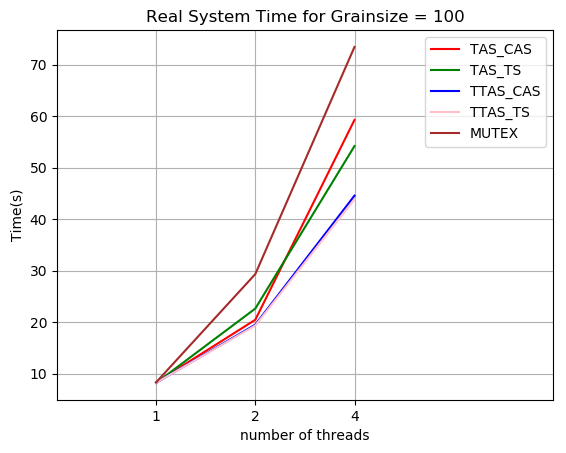 Real System Time for Grainsize = 100
TAS_CAS
TAS_TS
TTAS_CAS
TTAS_TS
MUTEX
Time(s)
70
60
50
40
30
20
10
1 2 4
number of threads